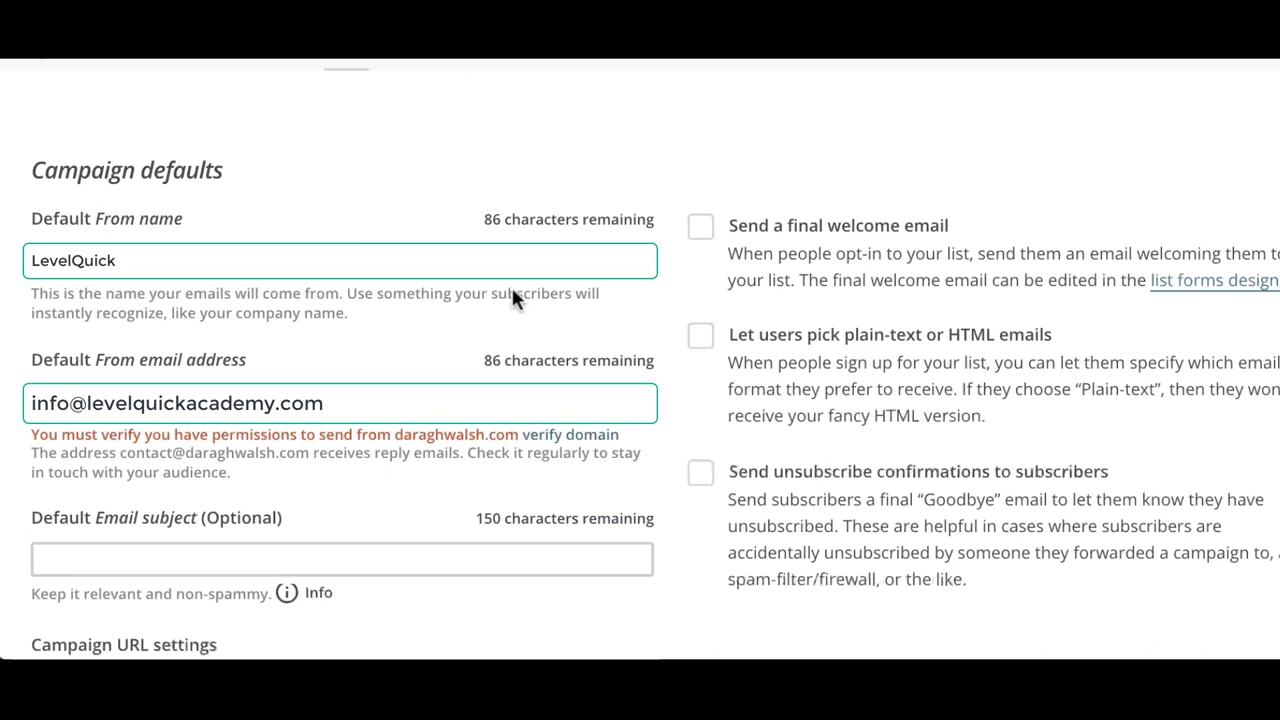 Campaign defaults
Default From name 86 characters remaining
LevelQuick
This is the name your emails will come from. Use something your subscribers will
instantly recognize, like your company name.
Default From email address 86 characters remaining
info@levelquickacademy.com
You must verify you have permissions to send from daraghwalsh.com verify domain
The address contact@daraghwalsh.com receives reply emails. Check it regularly to stay
in touch with your audience.
Default Email subject (Optional) 150 characters remaining
Keep it relevant and non-spammy. Info
Campaign URL settings
Send a final welcome email
When people opt-in to your list, send them an email welcoming them to
your list. The final welcome email can be edited in the list forms design
Let users pick plain-text or HTML emails
When people sign up for your list, you can let them specify which email
format they prefer to receive. If they choose “Plain-text”, then they won
receive your fancy HTML version.
Send unsubscribe confirmations to subscribers
Send subscribers a final “Goodbye” email to let them know they have
unsubscribed. These are helpful in cases where subscribers are
accidentally unsubscribed by someone they forwarded a campaign to,
spam-filter/firewall, or the like.